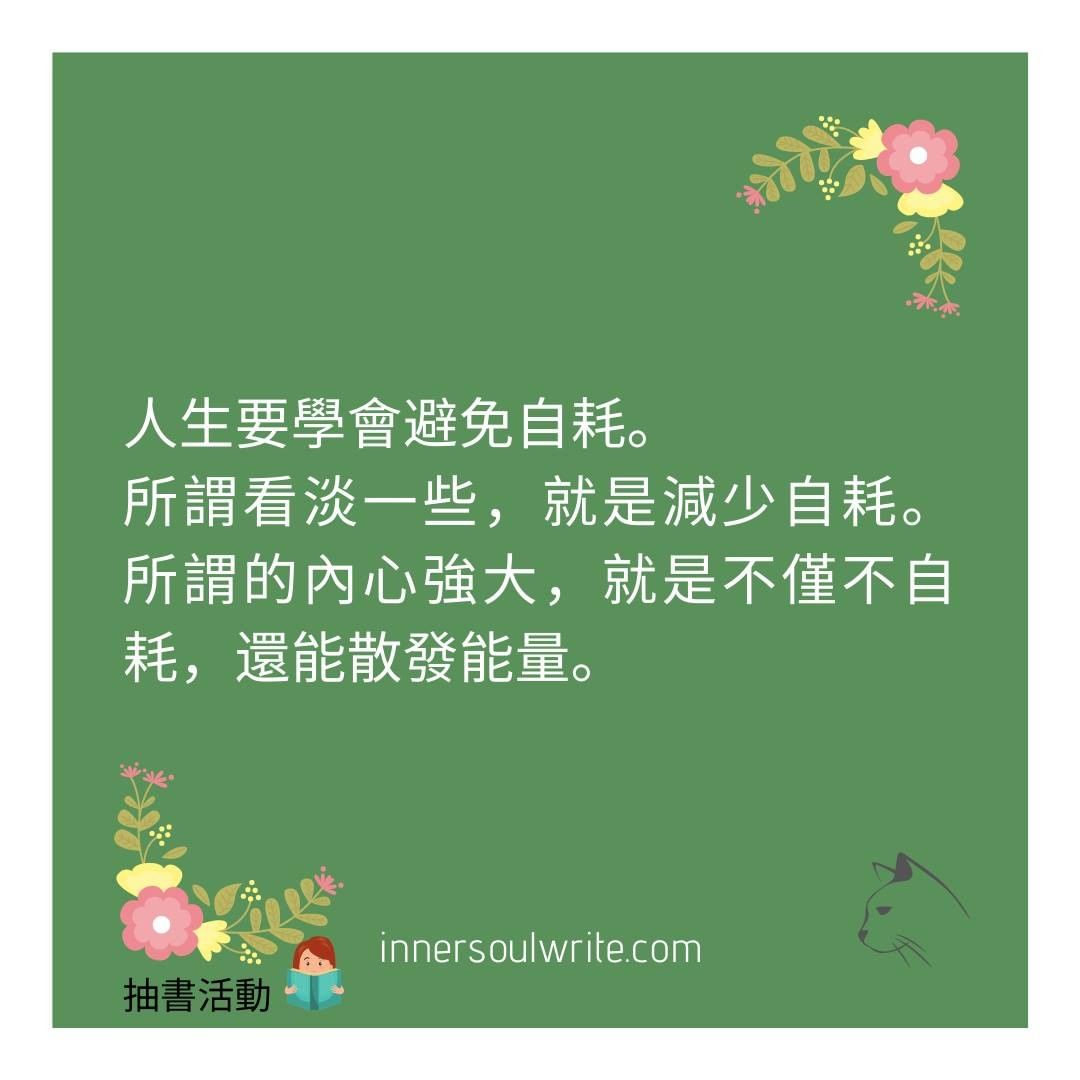 人生要學會避免自耗。
所謂看淡一些，就是減少自耗。
所謂的內心強大，就是不僅不自
耗，還能散發能量。
innersoulwrite.com
抽書活動